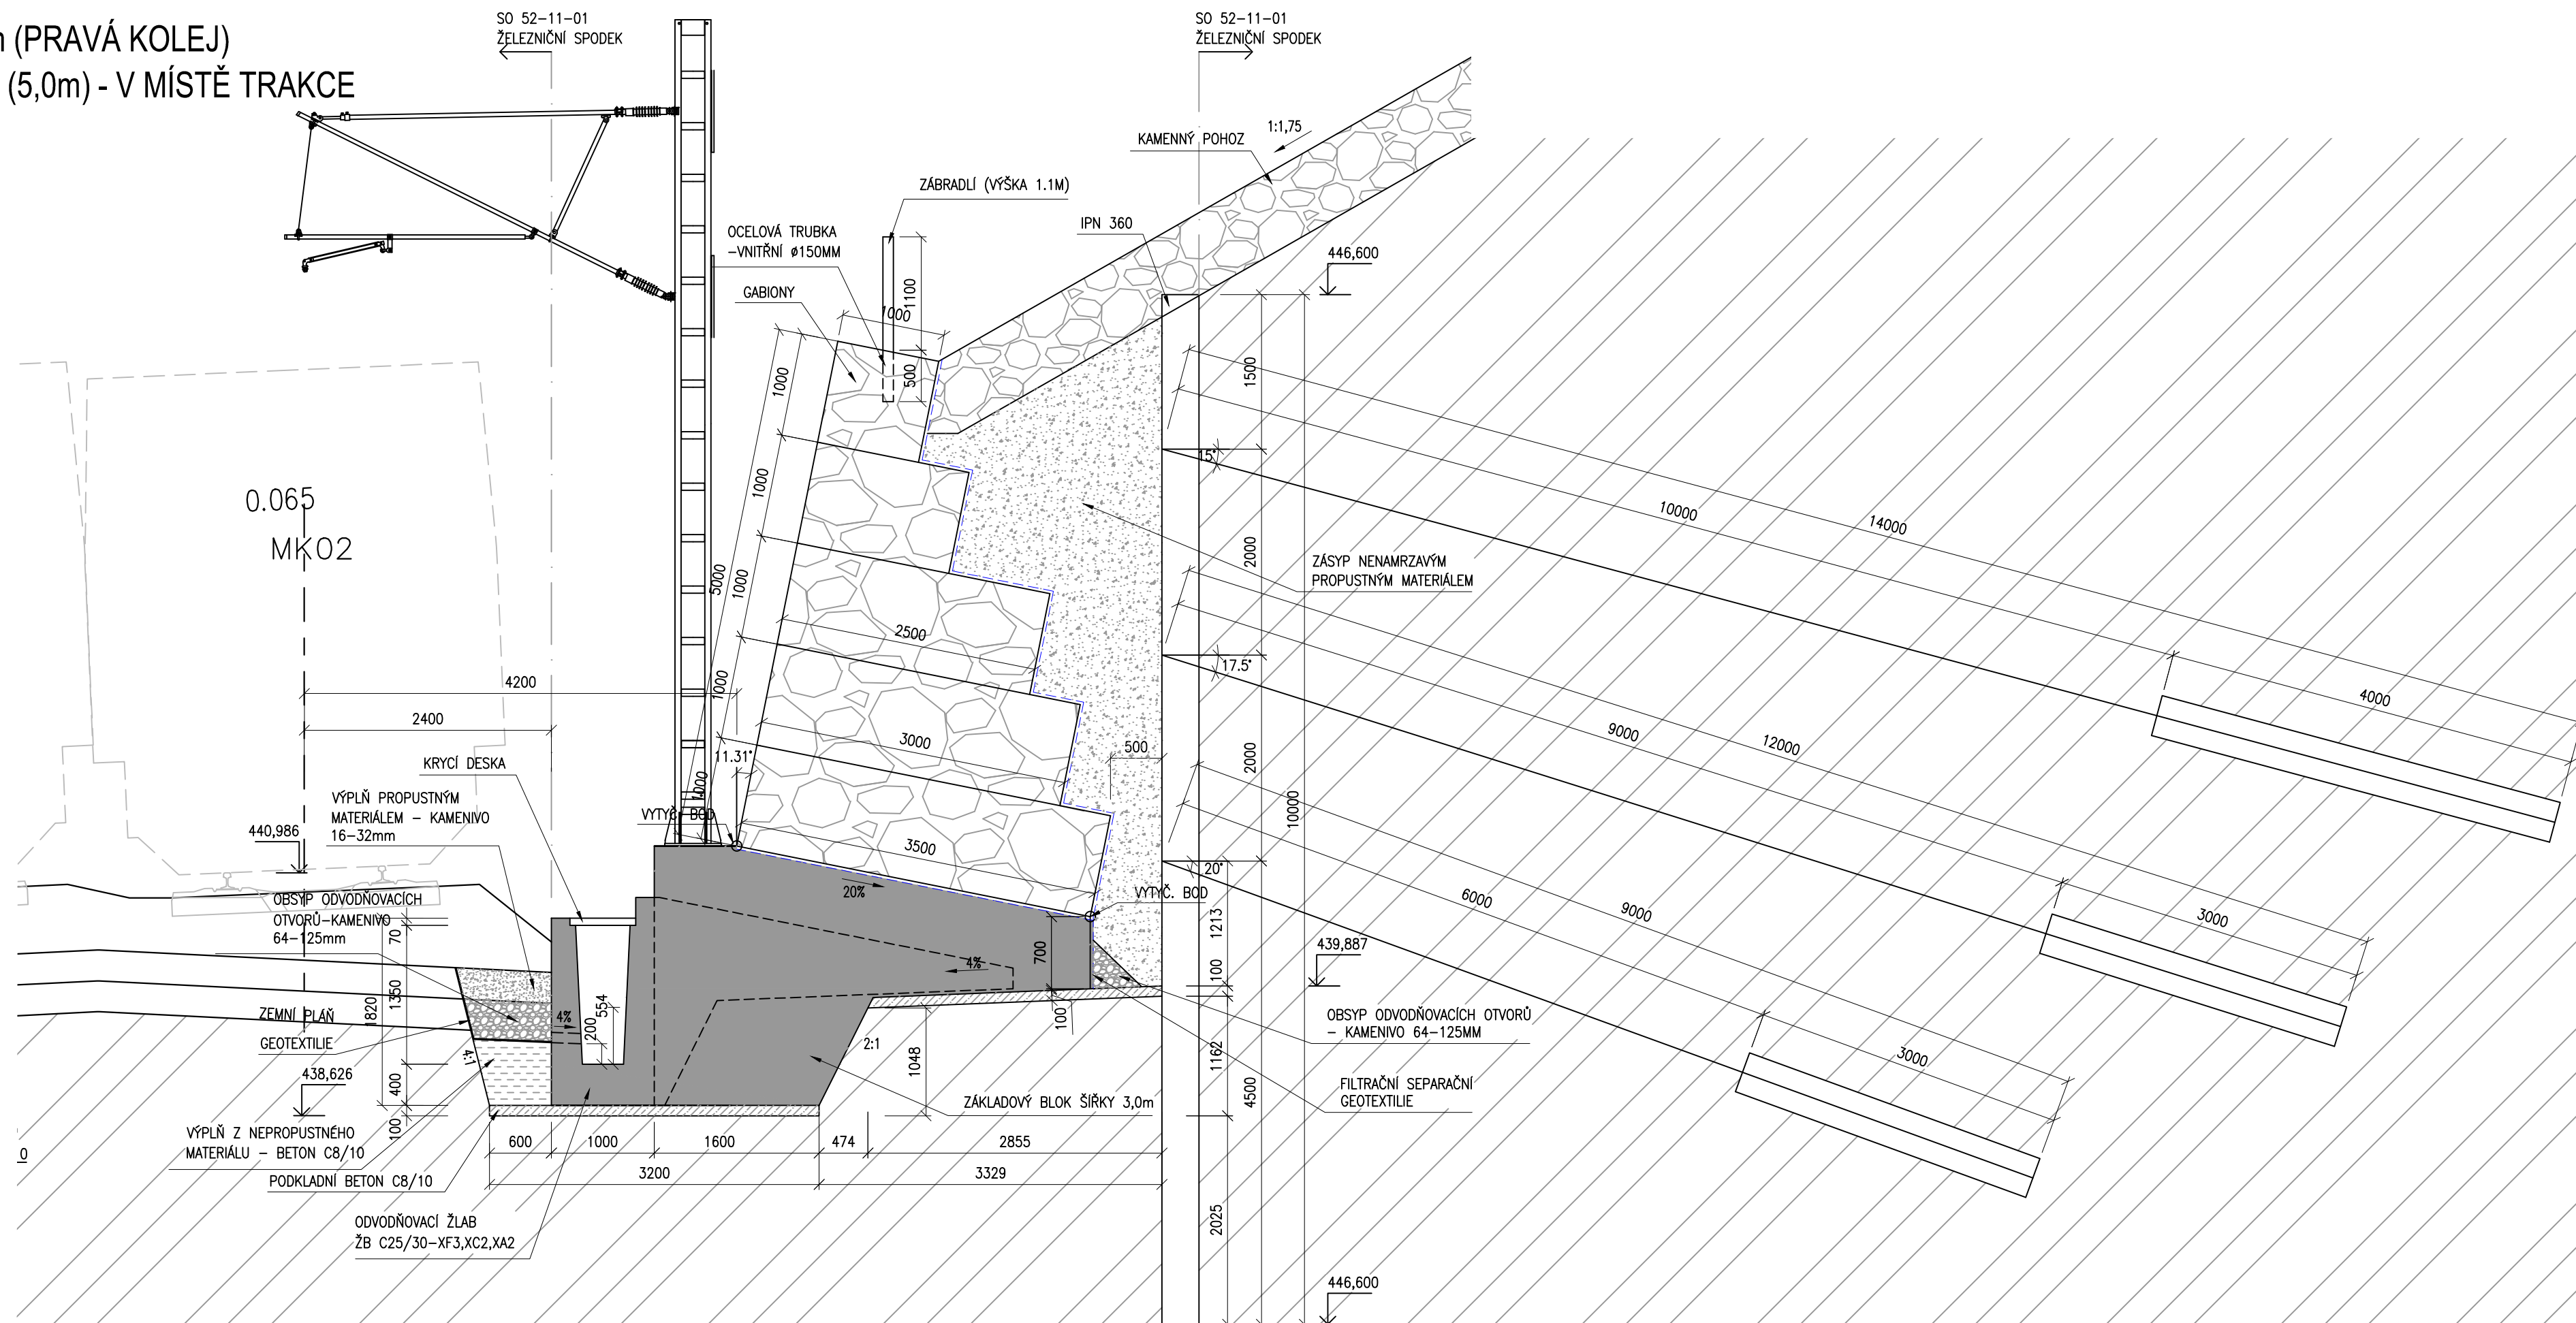 n (PRAVÁ KOLEJ)
(5,0m) - V MÍSTĚ TRAKCE
SO 52-11-01
ŽELEZNIČNÍ SPODEK
SO 52-11-01
ŽELEZNIČNÍ SPODEK
1:1,75
KAMENNÝ POHOZ
ZÁBRADLÍ (VÝŠKA 1.1M)
IPN 360
OCELOVÁ TRUBKA
-VNITŘNÍ ø150MM
GABIONY
446,600
1100
1000
500
1000
1000
1000
1000
1000
5000
1500
2000
2000
10000
4500
15°
17.5°
20°
10000
14000
4000
9000
12000
3000
6000
9000
3000
0.065
MK02
ZÁSYP NENAMRZAVÝM
PROPUSTNÝM MATERIÁLEM
2500
3000
3500
500
4200
2400
11.31°
KRYCÍ DESKA
VÝPLŇ PROPUSTNÝM
MATERIÁLEM - KAMENIVO
16-32mm
VYTYČ. BOD
440,986
20%
VYTYČ. BOD
OBSYP ODVODŇOVACÍCH
OTVORŮ-KAMENIVO
64-125mm
70
1350
1820
400
100
554
200
4%
4%
700
100
1213
100
1162
2025
439,887
ZEMNÍ PLÁŇ
GEOTEXTILIE
4:1
2:1
1048
438,626
OBSYP ODVODŇOVACÍCH OTVORŮ
- KAMENIVO 64-125MM
FILTRAČNÍ SEPARAČNÍ
GEOTEXTILIE
ZÁKLADOVÝ BLOK ŠÍŘKY 3,0m
VÝPLŇ Z NEPROPUSTNÉHO
MATERIÁLU - BETON C8/10
0
PODKLADNÍ BETON C8/10
600
1000
1600
474
2855
3200
3329
ODVODŇOVACÍ ŽLAB
ŽB C25/30-XF3,XC2,XA2
446,600